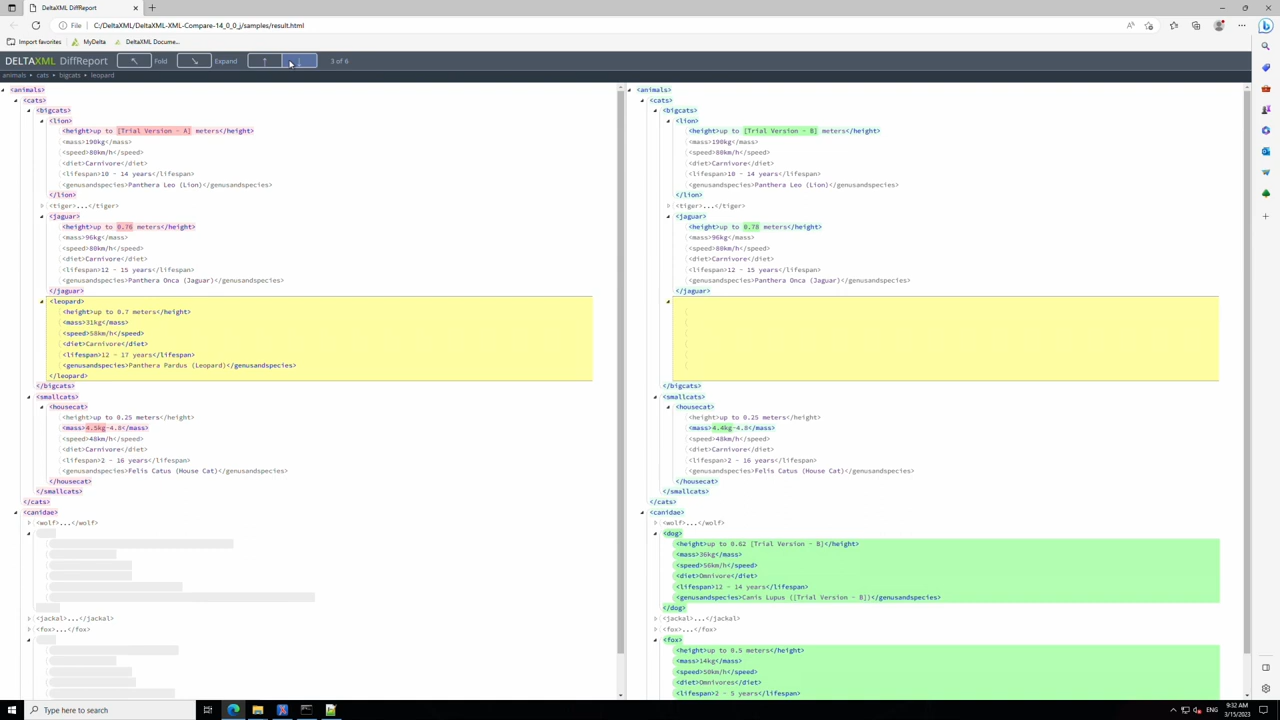 DeltaXML DiffReport
File C:/DeltaXML/DeltaXML-XML-Compare-14_0_0_j/samples/result.html
Import favorites MyDelta DeltaXML Docume...
DELTAXML DiffReport Fold Expand 3 of 6
animals • cats • bigcats • leopard
<animals>
<cats>
<bigcats>
<lion>
<height>up to [Trial Version - A] meters</height>
<mass>190kg</mass>
<speed>80km/h</speed>
<diet>Carnivore</diet>
<lifespan>10 - 14 years</lifespan>
<genusandspecies>Panthera Leo (Lion)</genusandspecies>
</lion>
<tiger>...</tiger>
<jaguar>
<height>up to 0.76 meters</height>
<mass>96kg</mass>
<speed>80km/h</speed>
<diet>Carnivore</diet>
<lifespan>12 - 15 years</lifespan>
<genusandspecies>Panthera Onca (Jaguar)</genusandspecies>
</jaguar>
<leopard>
<height>up to 0.7 meters</height>
<mass>31kg</mass>
<speed>58km/h</speed>
<diet>Carnivore</diet>
<lifespan>12 - 17 years</lifespan>
<genusandspecies>Panthera Pardus (Leopard)</genusandspecies>
</leopard>
</bigcats>
<smallcats>
<housecat>
<height>up to 0.25 meters</height>
<mass>4.5kg-4.8</mass>
<speed>48km/h</speed>
<diet>Carnivore</diet>
<lifespan>2 - 16 years</lifespan>
<genusandspecies>Felis Catus (House Cat)</genusandspecies>
</housecat>
</smallcats>
</cats>
<canidae>
<wolf>...</wolf>
<jackal>...</jackal>
<fox>...</fox>
<animals>
<cats>
<bigcats>
<lion>
<height>up to [Trial Version - B] meters</height>
<mass>190kg</mass>
<speed>80km/h</speed>
<diet>Carnivore</diet>
<lifespan>10 - 14 years</lifespan>
<genusandspecies>Panthera Leo (Lion)</genusandspecies>
</lion>
<tiger>...</tiger>
<jaguar>
<height>up to 0.78 meters</height>
<mass>96kg</mass>
<speed>80km/h</speed>
<diet>Carnivore</diet>
<lifespan>12 - 15 years</lifespan>
<genusandspecies>Panthera Onca (Jaguar)</genusandspecies>
</jaguar>
</bigcats>
<smallcats>
<housecat>
<height>up to 0.25 meters</height>
<mass>4.4kg-4.8</mass>
<speed>48km/h</speed>
<diet>Carnivore</diet>
<lifespan>2 - 16 years</lifespan>
<genusandspecies>Felis Catus (House Cat)</genusandspecies>
</housecat>
</smallcats>
</cats>
<canidae>
<wolf>...</wolf>
<dog>
<height>up to 0.62 [Trial Version - B]</height>
<mass>36kg</mass>
<speed>56km/h</speed>
<diet>Omnivore</diet>
<lifespan>12 - 14 years</lifespan>
<genusandspecies>Canis Lupus ([Trial Version - B])</genusandspecies>
</dog>
<jackal>...</jackal>
<fox>...</fox>
<fox>
<height>up to 0.5 meters</height>
<mass>14kg</mass>
<speed>50km/h</speed>
<diet>Omnivores</diet>
<lifespan>2 - 5 years</lifespan>
Type here to search
ENG
9:32 AM
3/15/2023